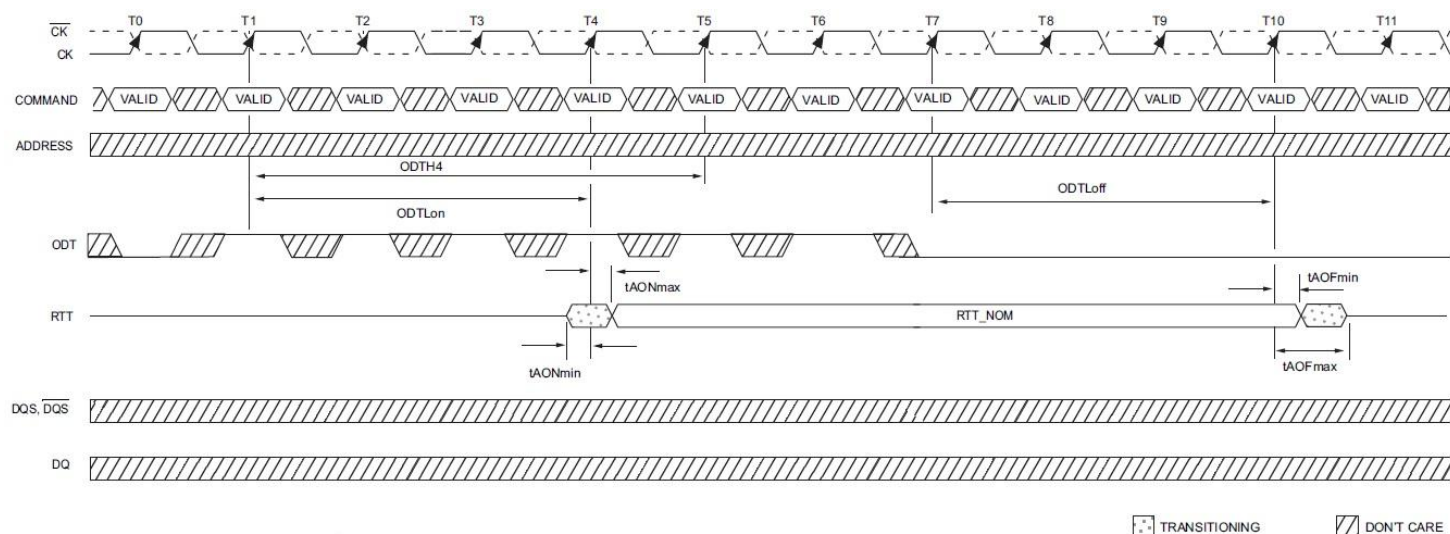 T0 T1 T2 T3 T4 T5 T6 T7 T8 T9 T10 T11
CK
CK
COMMAND VALID VALID VALID VALID VALID VALID VALID VALID VALID VALID VALID VALID
ADDRESS
ODTH4
ODTLoff
ODTLon
ODT
tAONmax
tAOFmin
RTT
RTT_NOM
tAONmin
tAOFmax
DQS, DQS
DQ
TRANSITIONING DON'T CARE